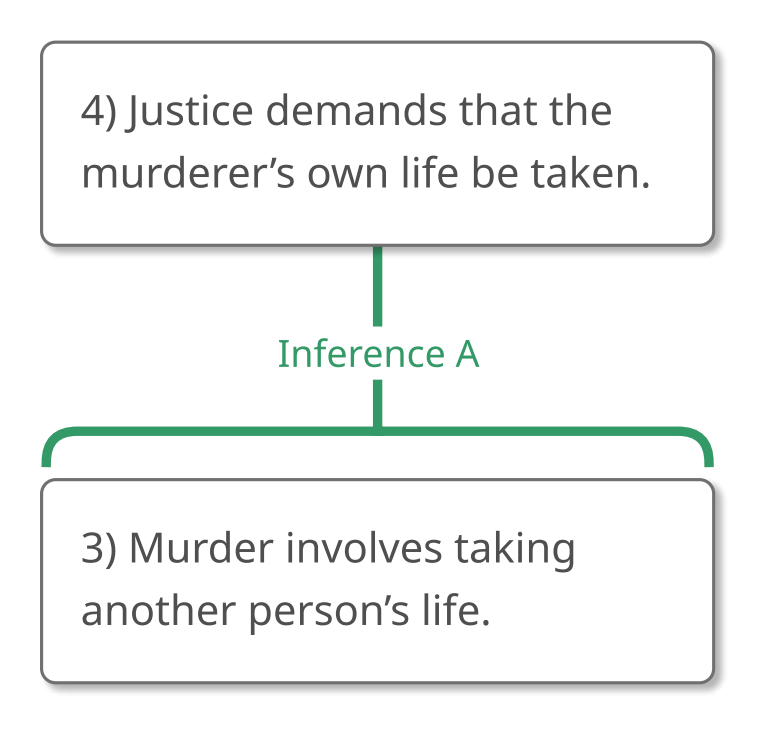 4) Justice demands that the
murderer’s own life be taken.
Inference A
3) Murder involves taking
another person’s life.